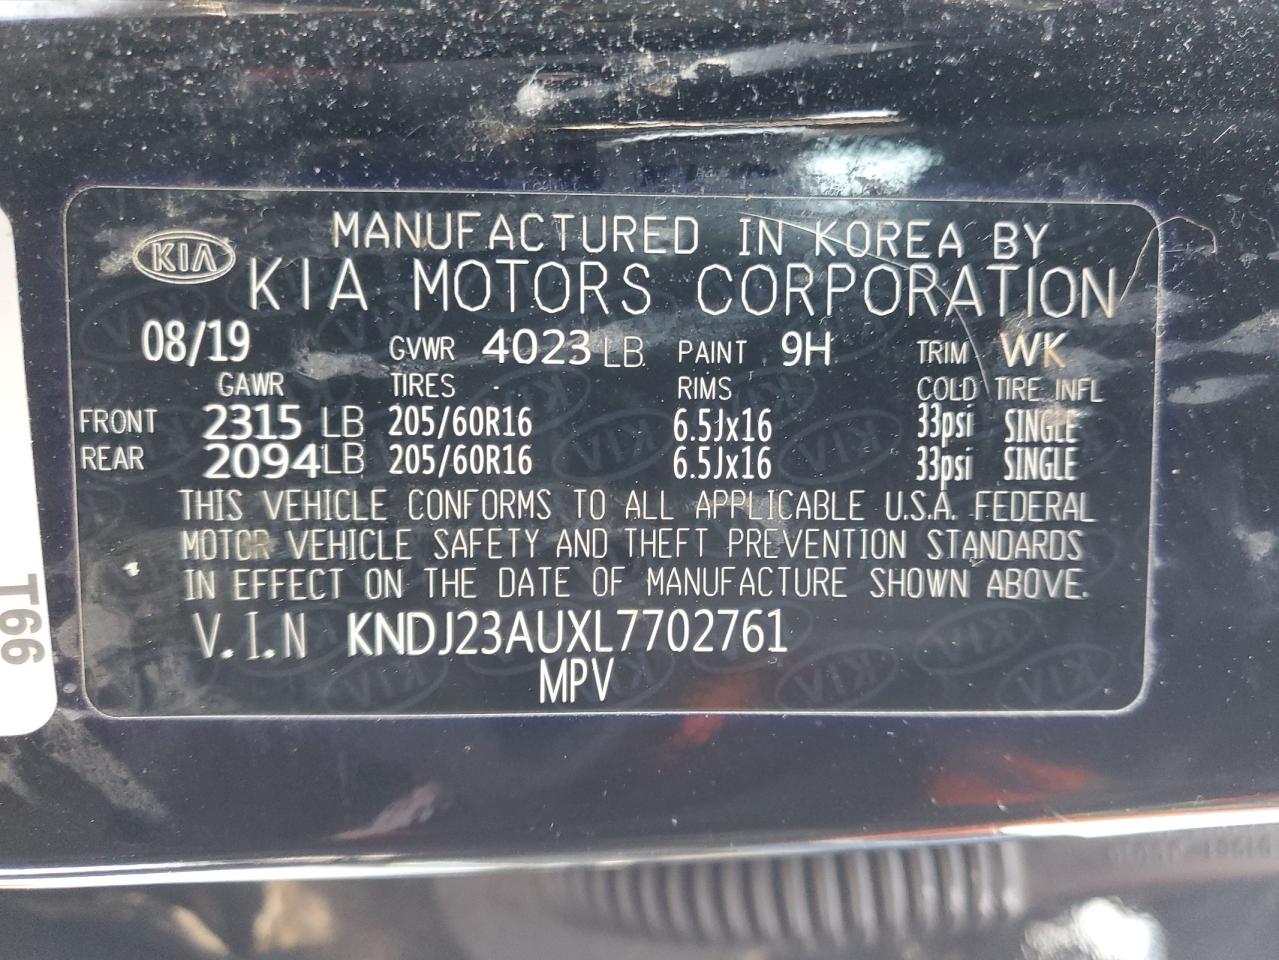 MANUFACTURED IN KOREA BY
KIA KIA MOTORS CORPORATION
08/19 GVWR 4023 LB PAINT 9H TRIM WK
GAWR TIRES RIMS COLD TIRE INFL
FRONT 2315 LB 205/60R16 6.5Jx16 33psi SINGLE
REAR 2094 LB 205/60R16 6.5Jx16 33psi SINGLE
THIS VEHICLE CONFORMS TO ALL APPLICABLE U.S.A. FEDERAL
MOTOR VEHICLE SAFETY AND THEFT PREVENTION STANDARDS
IN EFFECT ON THE DATE OF MANUFACTURE SHOWN ABOVE.
V.I.N KNDJ23AUXL7702761
MPV
T66